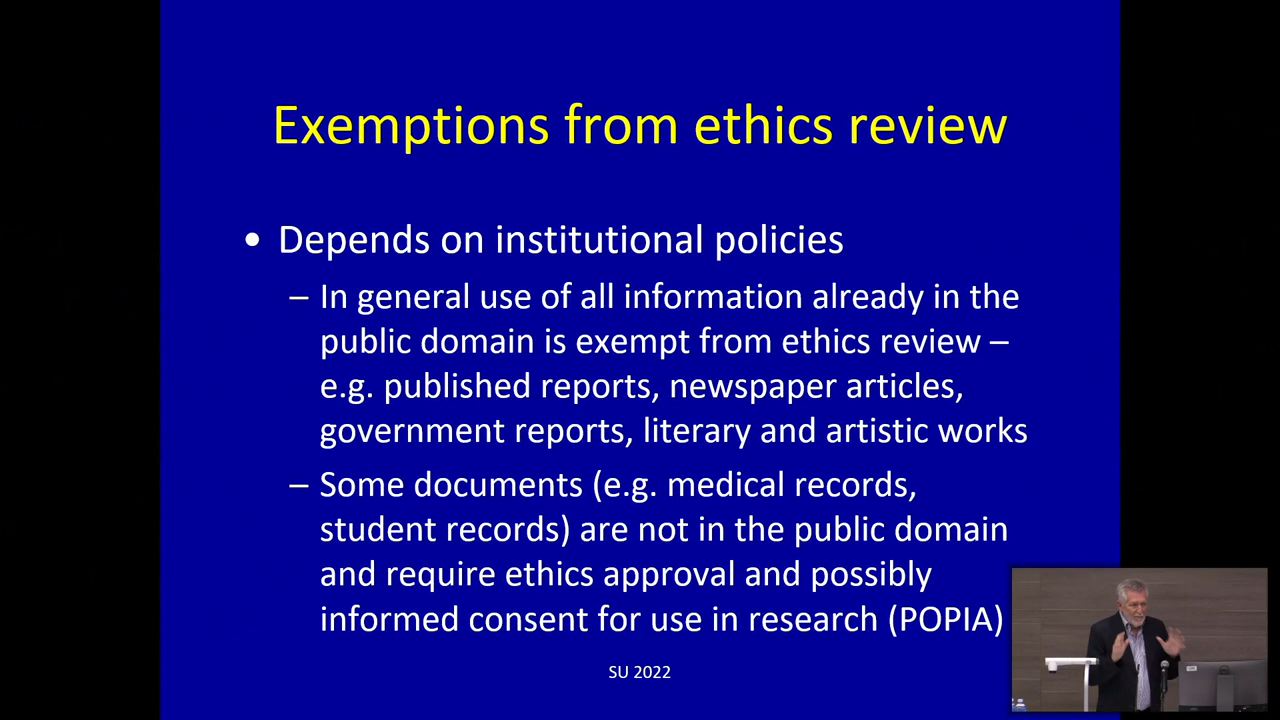 Exemptions from ethics review
• Depends on institutional policies
– In general use of all information already in the
public domain is exempt from ethics review –
e.g. published reports, newspaper articles,
government reports, literary and artistic works
– Some documents (e.g. medical records,
student records) are not in the public domain
and require ethics approval and possibly
informed consent for use in research (POPIA)
SU 2022